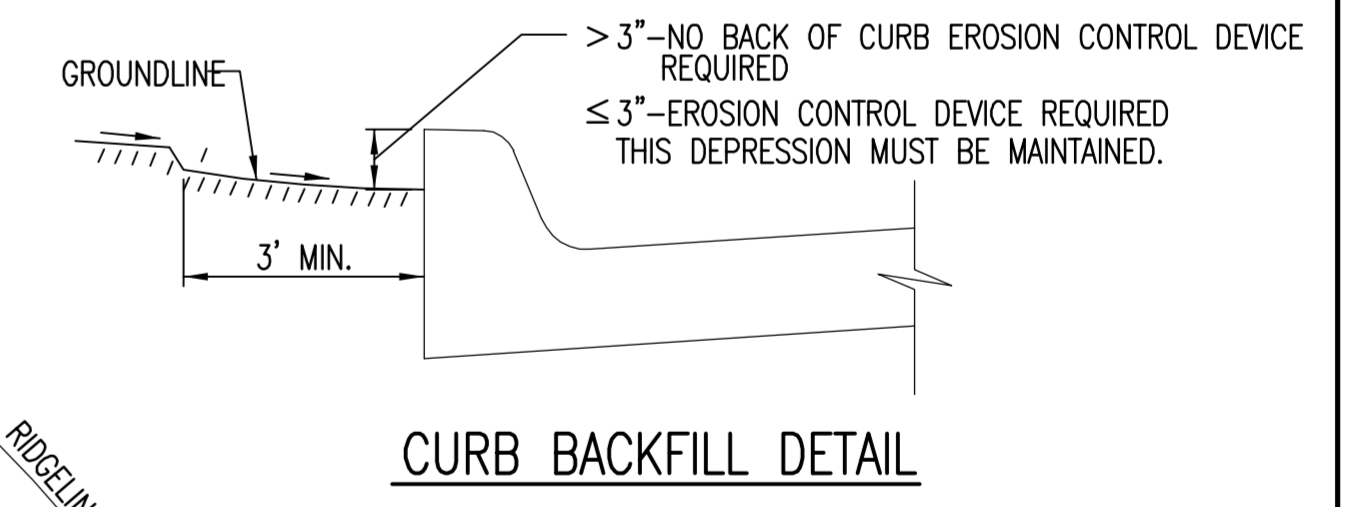 > 3"-NO BACK OF CURB EROSION CONTROL DEVICE
REQUIRED
GROUNDLINE
≤ 3"-EROSION CONTROL DEVICE REQUIRED
THIS DEPRESSION MUST BE MAINTAINED.
3' MIN.
CURB BACKFILL DETAIL